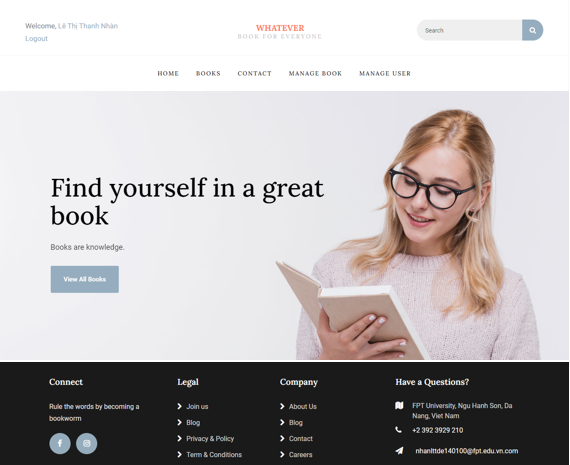 Welcome, Lê Thị Thanh Nhàn
Logout
WHATEVER
BOOK FOR EVERYONE
Search
HOME BOOKS CONTACT MANAGE BOOK MANAGE USER
Find yourself in a great
book
Books are knowledge.
View All Books
Connect
Rule the words by becoming a
bookworm
Legal
Join us
Blog
Privacy & Policy
Term & Conditions
Company
About Us
Blog
Contact
Careers
Have a Questions?
FPT University, Ngu Hanh Son, Da
Nang, Viet Nam
+2 392 3929 210
nhanltttde140100@fpt.edu.vn.com